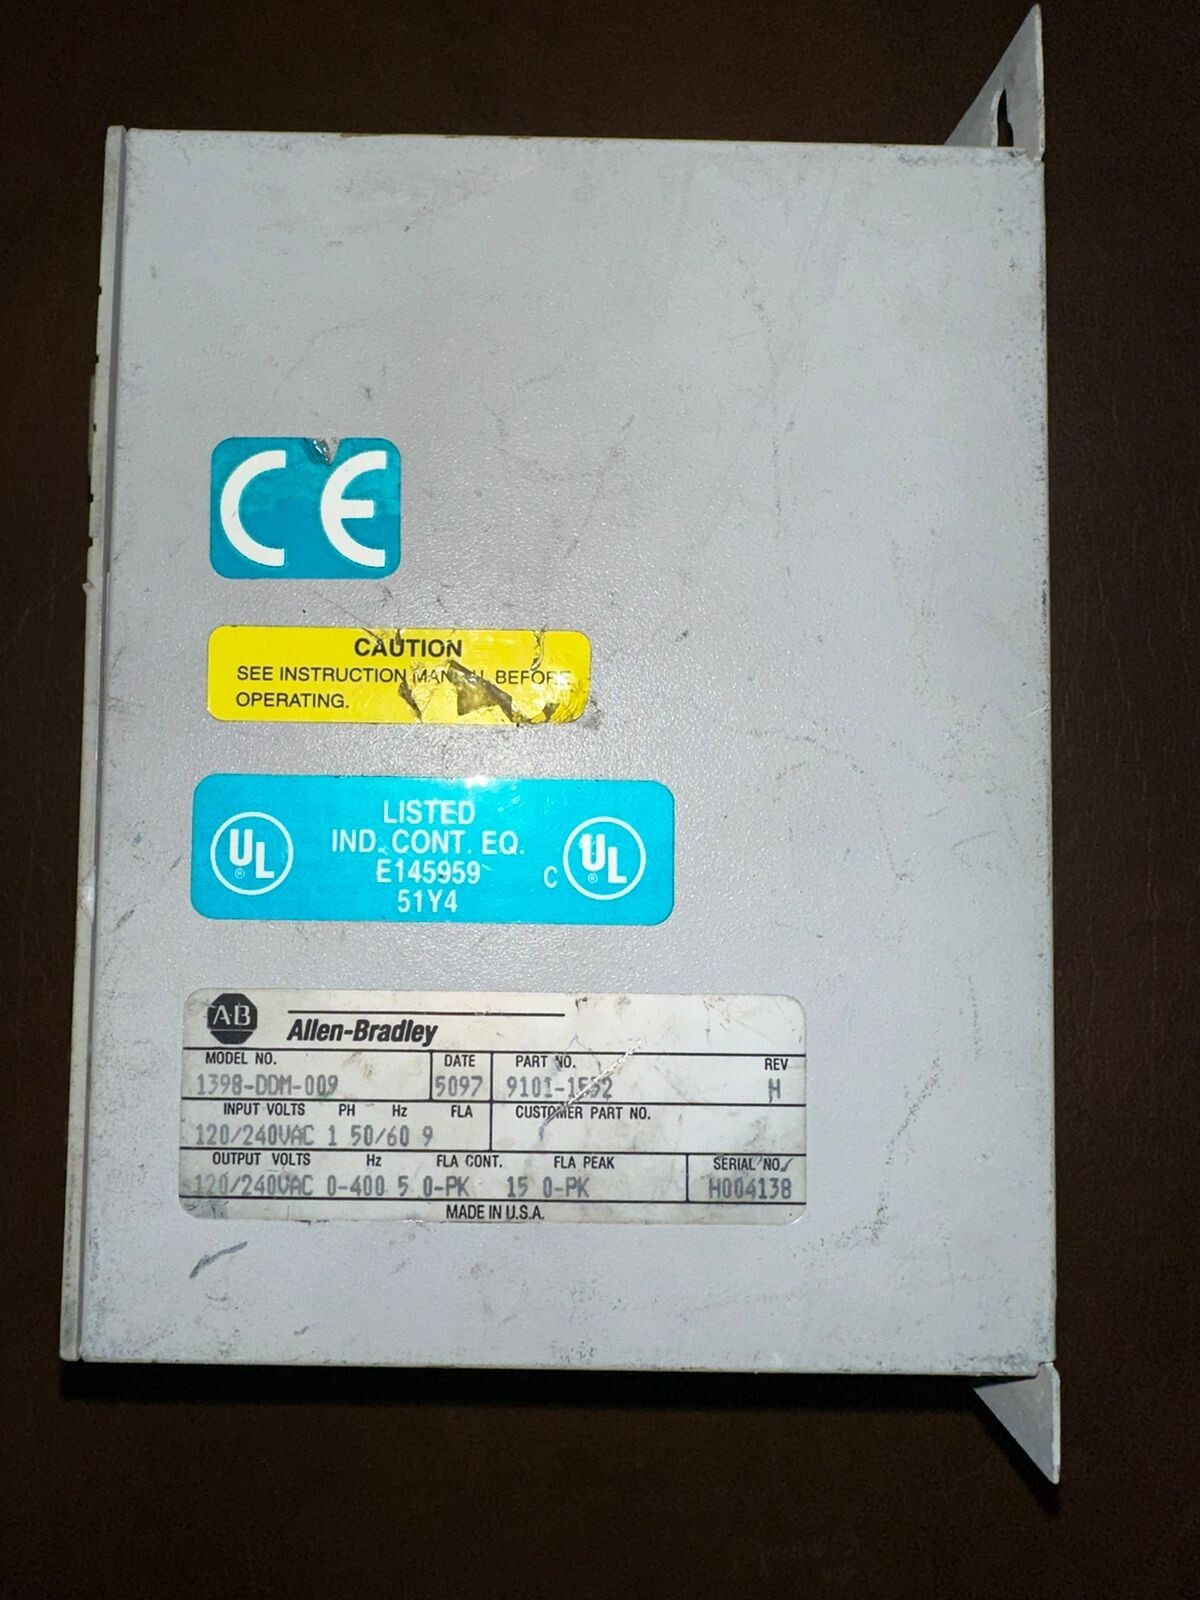 CE
CAUTION
SEE INSTRUCTION MANUAL BEFORE
OPERATING.
UL ® LISTED
IND. CONT. EQ.
E145959
51Y4
C UL ®
AB Allen-Bradley
MODEL NO. DATE PART NO. REV
1398-DDM-009 5097 9101-1552 H
INPUT VOLTS PH Hz FLA CUSTOMER PART NO.
120/240VAC 1 50/60 9
OUTPUT VOLTS Hz FLA CONT. FLA PEAK SERIAL NO.
120/240VAC 0-400 5 0-PK 15 0-PK H004138
MADE IN U.S.A.